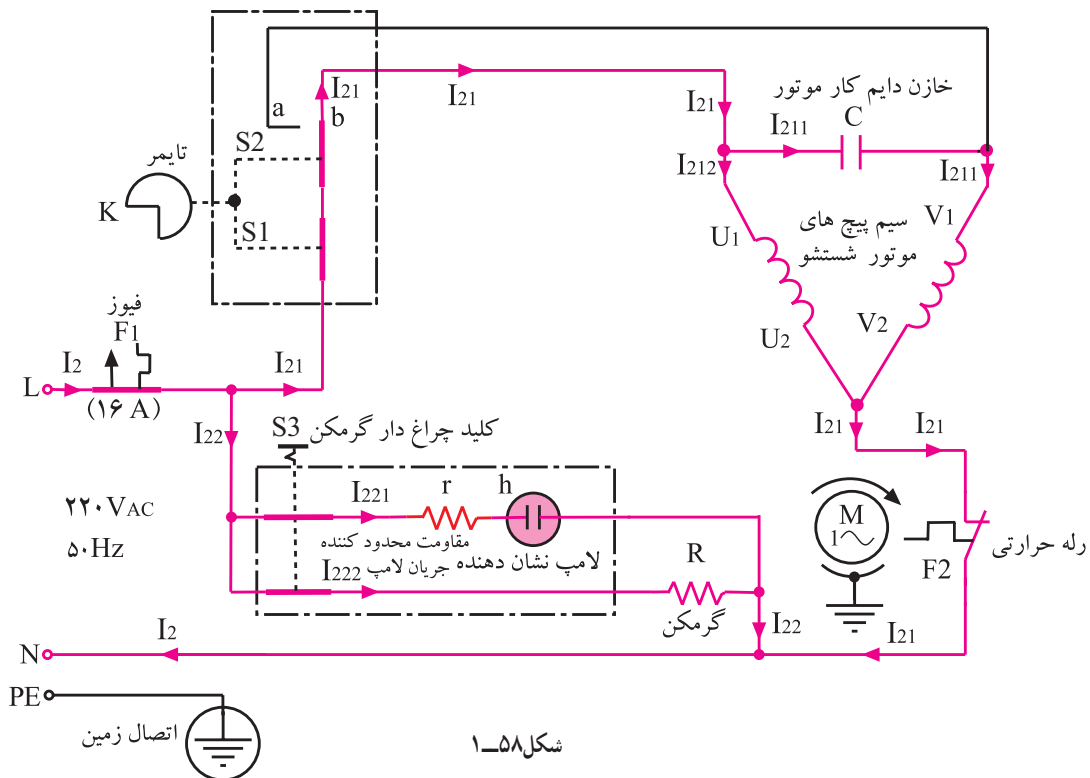 a
I21
b
I21
I21
خازن دایم کار موتور
C
I211
I212
I211
تایمر
K
S2
S1
U1
سیم پیچ های
موتور شستشو
V1
U2
V2
فیوز
F1
L
I2
I21
(۱۶ A)
I22
S3
کلید چراغ دار گرمکن
I21
I21
۲۲۰VAC
۵۰Hz
I221
r
h
مقاومت محدود کننده
جریان لامپ
لامپ نشان دهنده
I222
R
گرمکن
M
1
F2
رله حرارتی
I22
I21
N
I2
PE
اتصال زمین
شکل۵۸ــ۱